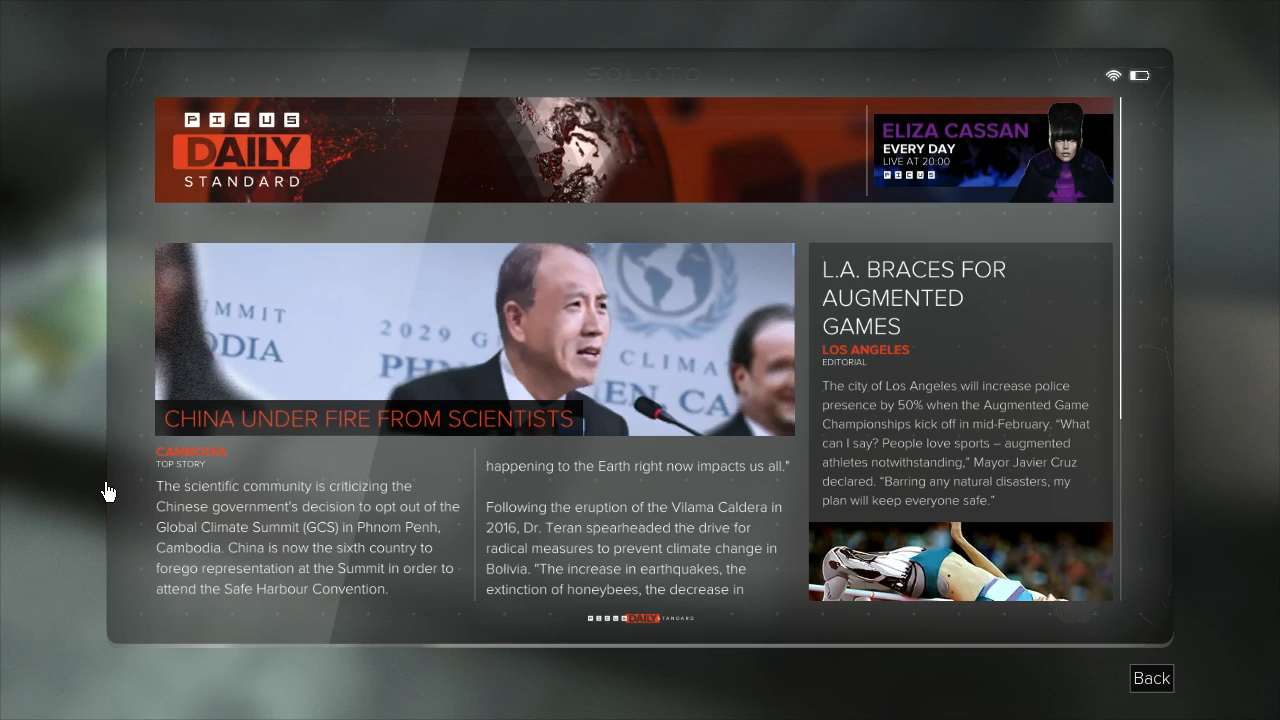 SOLOTO
PICUS
DAILY
STANDARD
ELIZA CASSAN
EVERY DAY
LIVE AT 20:00
PICUS
UMMIT
ODIA
2029 G
CLIMA
PHN
EN, CA
CHINA UNDER FIRE FROM SCIENTISTS
CAMBODIA
TOP STORY
The scientific community is criticizing the
Chinese government's decision to opt out of the
Global Climate Summit (GCS) in Phnom Penh,
Cambodia. China is now the sixth country to
forego representation at the Summit in order to
attend the Safe Harbour Convention.
happening to the Earth right now impacts us all."
Following the eruption of the Vilama Caldera in
2016, Dr. Teran spearheaded the drive for
radical measures to prevent climate change in
Bolivia. "The increase in earthquakes, the
extinction of honeybees, the decrease in
L.A. BRACES FOR
AUGMENTED
GAMES
LOS ANGELES
EDITORIAL
The city of Los Angeles will increase police
presence by 50% when the Augmented Game
Championships kick off in mid-February. “What
can I say? People love sports – augmented
athletes notwithstanding,” Mayor Javier Cruz
declared. “Barring any natural disasters, my
plan will keep everyone safe.”
PICUS DAILY STANDARD
Back